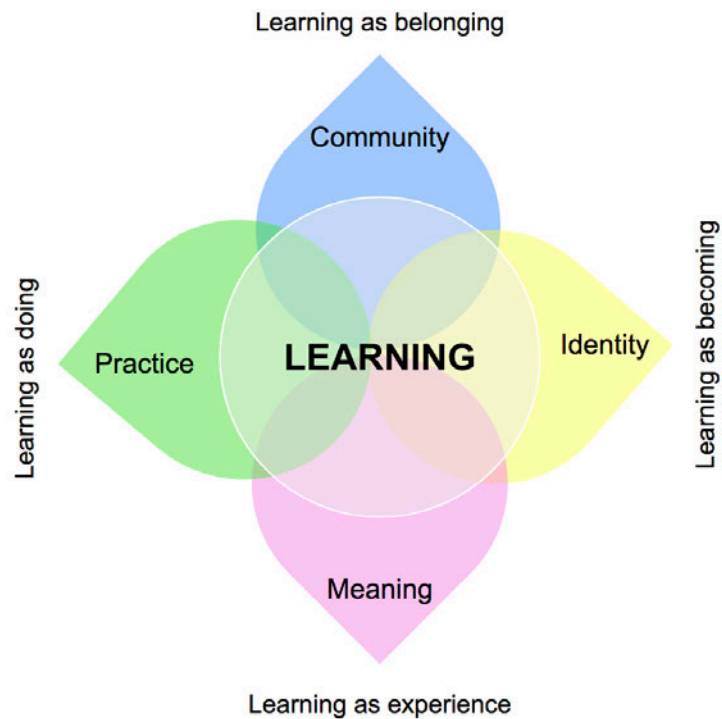 Learning as belonging
Community
Learning as doing
Practice
LEARNING
Identity
Learning as becoming
Meaning
Learning as experience